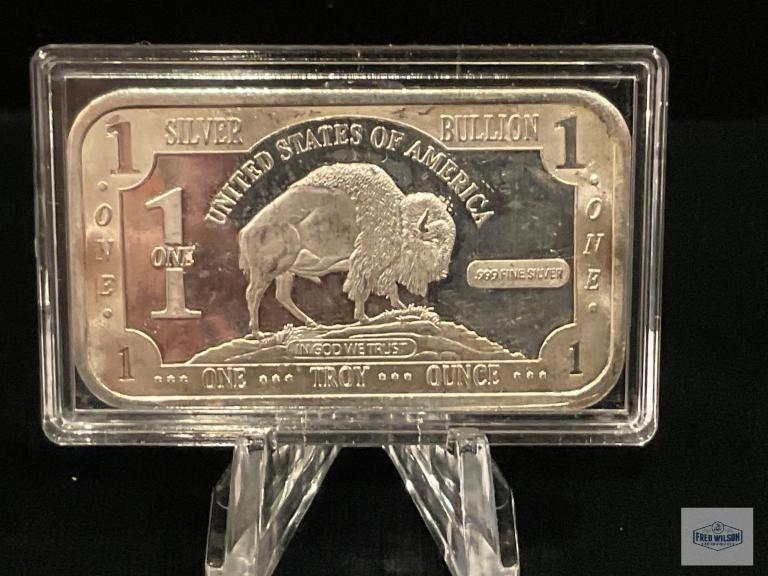 1 SILVER BULLION 1
UNITED STATES OF AMERICA
ONE
1
ONE
ONE
.999 FINE SILVER
IN GOD WE TRUST
1 *** ONE *** TROY *** OUNCE *** 1
FRED WILSON